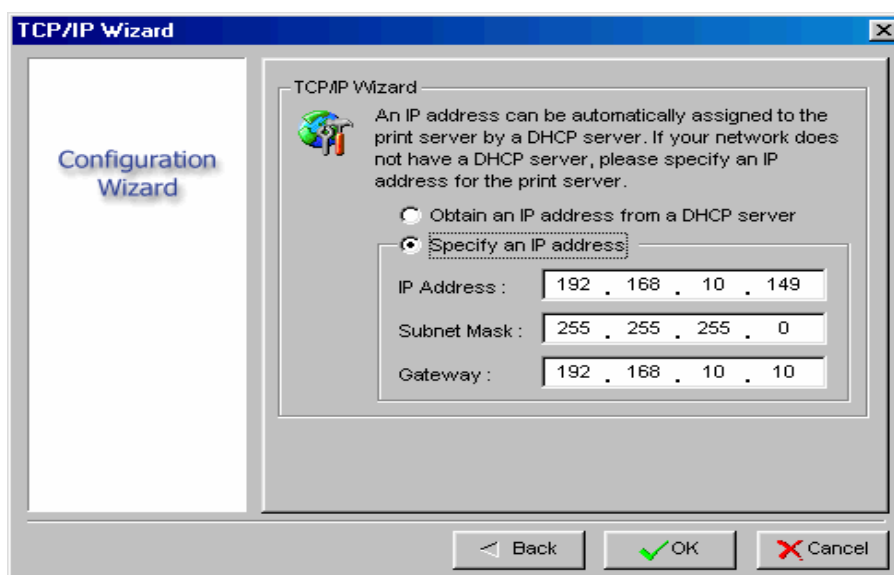 TCP/IP Wizard
Configuration
Wizard
TCP/IP Wizard
An IP address can be automatically assigned to the
print server by a DHCP server. If your network does
not have a DHCP server, please specify an IP
address for the print server.
Obtain an IP address from a DHCP server
Specify an IP address
IP Address : 192 . 168 . 10 . 149
Subnet Mask : 255 . 255 . 255 . 0
Gateway : 192 . 168 . 10 . 10
Back OK Cancel